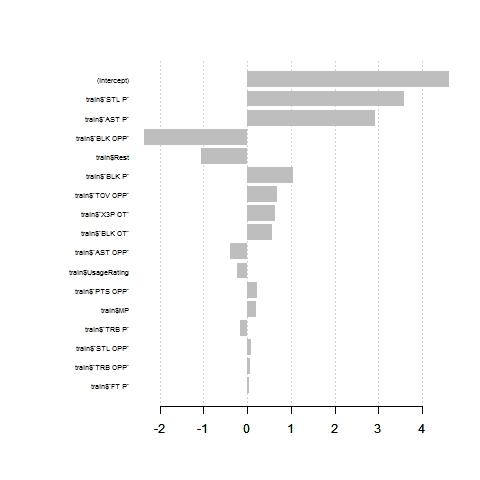 (Intercept)
train$`STL P`
train$`AST P`
train$`BLK OPP`
train$Rest
train$`BLK P`
train$`TOV OPP`
train$`X3P OT`
train$`BLK OT`
train$`AST OPP`
train$UsageRating
train$`PTS OPP`
train$MP
train$`TRB P`
train$`STL OPP`
train$`TRB OPP`
train$`FT P`
-2 -1 0 1 2 3 4